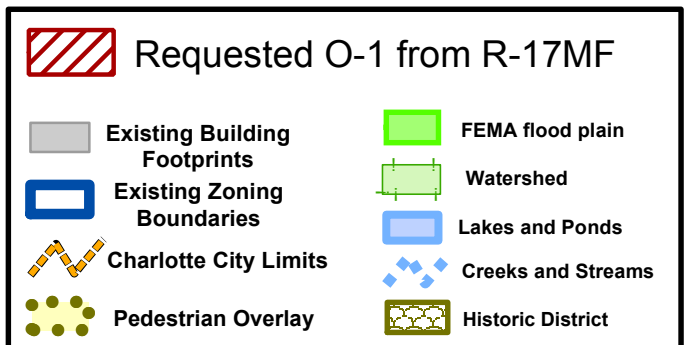 Requested O-1 from R-17MF
Existing Building
Footprints
Existing Zoning
Boundaries
Charlotte City Limits
Pedestrian Overlay
FEMA flood plain
Watershed
Lakes and Ponds
Creeks and Streams
Historic District